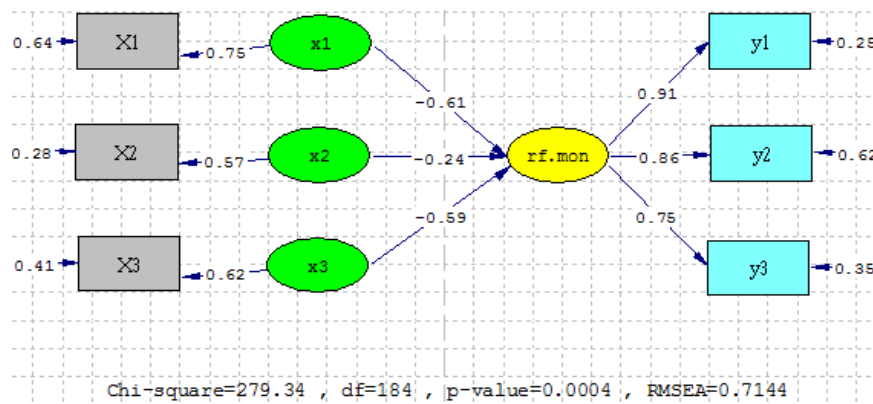 0.64
X1
0.75
x1
-0.61
0.91
y1
0.25
0.28
X2
0.57
x2
-0.24
rf.mon
0.86
y2
0.62
0.41
X3
0.62
x3
-0.59
0.75
y3
0.35
Chi-square=279.34 , df=184 , p-value=0.0004 , RMSEA=0.7144